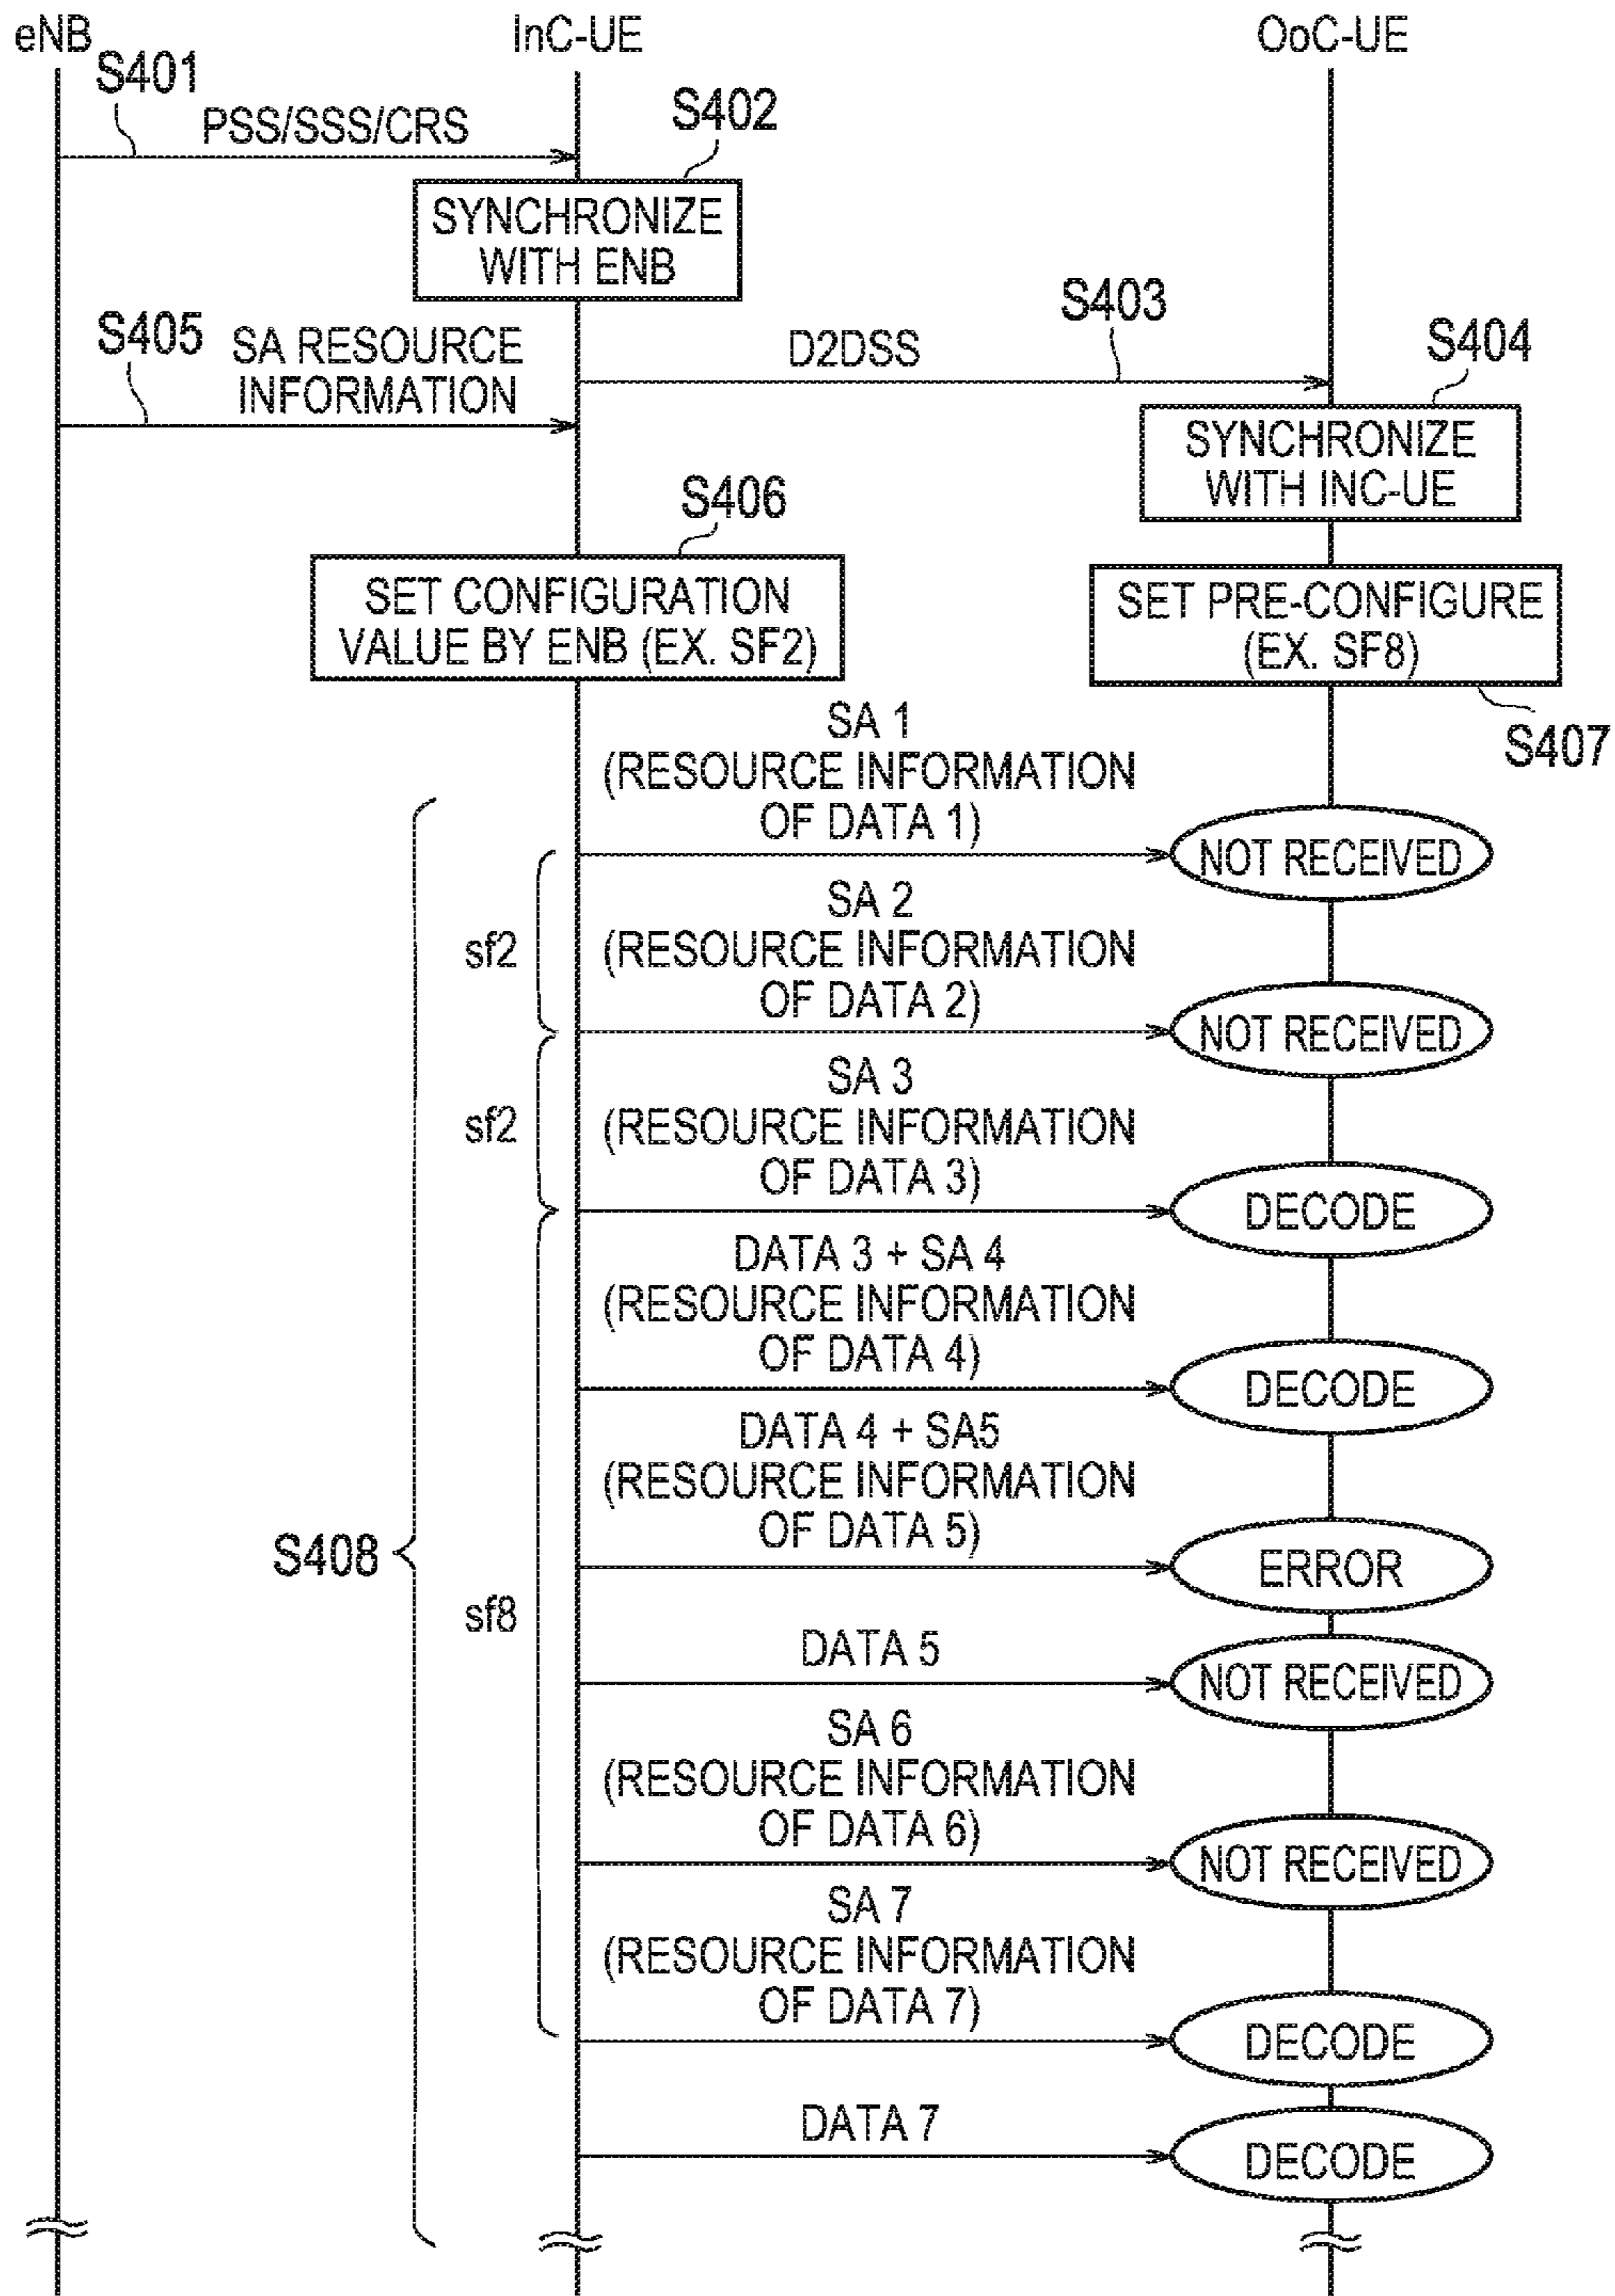 eNB
InC-UE
OoC-UE
S401
PSS/SSS/CRS
S402
SYNCHRONIZE
WITH ENB
S405
SA RESOURCE
INFORMATION
D2DSS
S403
S404
SYNCHRONIZE
WITH INC-UE
S406
SET CONFIGURATION
VALUE BY ENB (EX. SF2)
SET PRE-CONFIGURE
(EX. SF8)
S407
SA 1
(RESOURCE INFORMATION
OF DATA 1)
NOT RECEIVED
sf2
SA 2
(RESOURCE INFORMATION
OF DATA 2)
NOT RECEIVED
sf2
SA 3
(RESOURCE INFORMATION
OF DATA 3)
DECODE
DATA 3 + SA 4
(RESOURCE INFORMATION
OF DATA 4)
DECODE
DATA 4 + SA5
(RESOURCE INFORMATION
OF DATA 5)
ERROR
S408
sf8
DATA 5
NOT RECEIVED
SA 6
(RESOURCE INFORMATION
OF DATA 6)
NOT RECEIVED
SA 7
(RESOURCE INFORMATION
OF DATA 7)
DECODE
DATA 7
DECODE